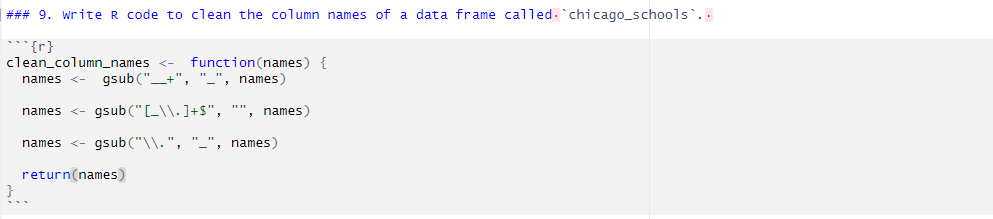 ### 9. Write R code to clean the column names of a data frame called `chicago_schools`.
```{r}
clean_column_names <-  function(names) {
  names <-  gsub("__+", "_", names)
  names <- gsub("[_\\.]+$", "", names)
  names <- gsub("\\.", "_", names)
  return(names)
}
```